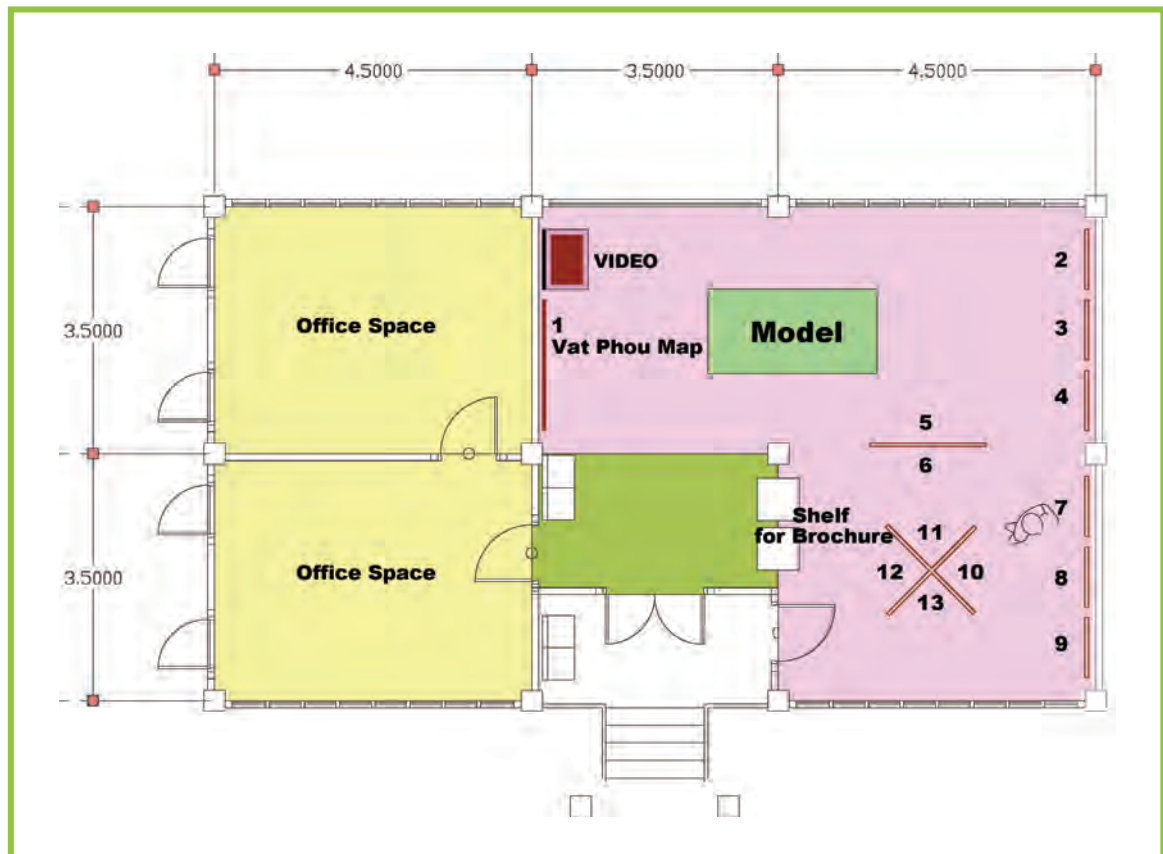 4.5000
3.5000
4.5000
VIDEO
2
Office Space
1
Vat Phou Map
Model
3
3.5000
4
5
6
7
Shelf
for Brochure
11
12
10
13
8
Office Space
3.5000
9